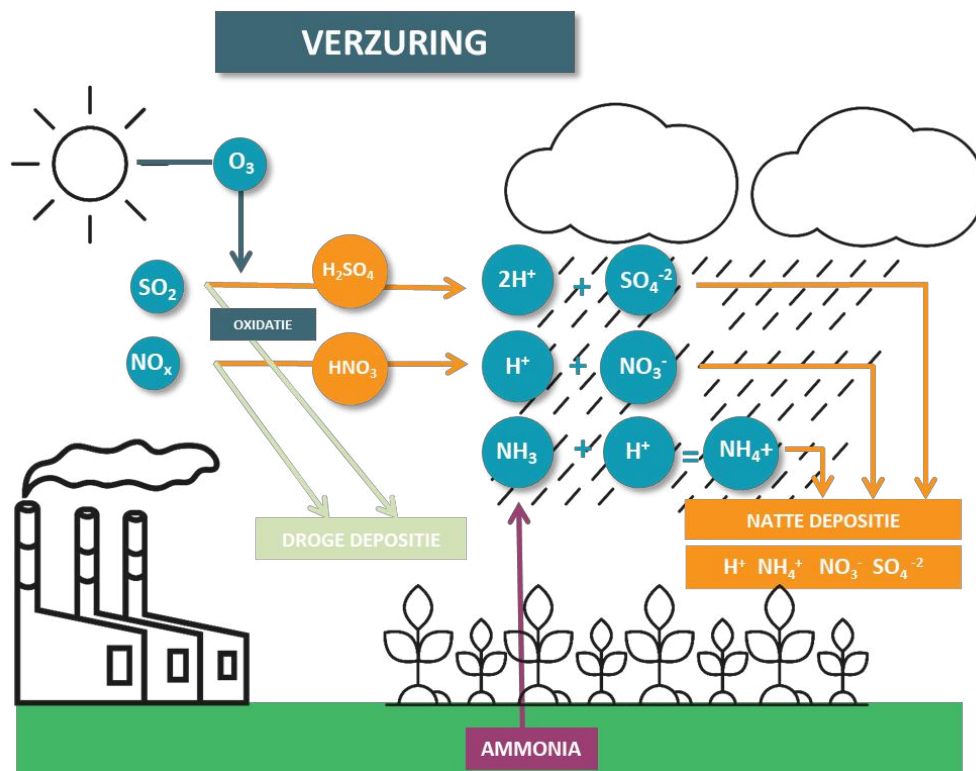 VERZURING
O₃
SO₂
H₂SO₄
2H⁺ + SO₄⁻²
OXIDATIE
NOₓ
HNO₃
H⁺ + NO₃⁻
NH₃ + H⁺ = NH₄+
DROGE DEPOSITIE
NATTE DEPOSITIE
H⁺ NH₄⁺ NO₃⁻ SO₄⁻²
AMMONIA